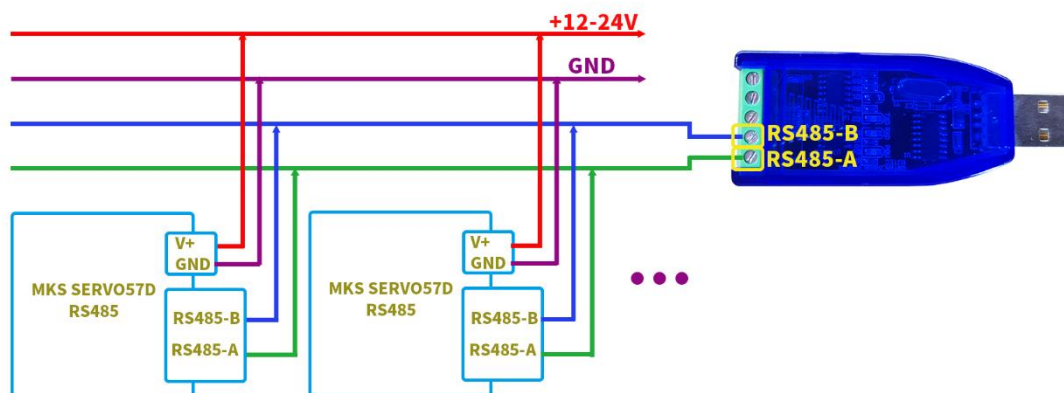 +12-24V
GND
RS485-B
RS485-A
V+
GND
MKS SERVO57D
RS485
RS485-B
RS485-A
V+
GND
MKS SERVO57D
RS485
RS485-B
RS485-A